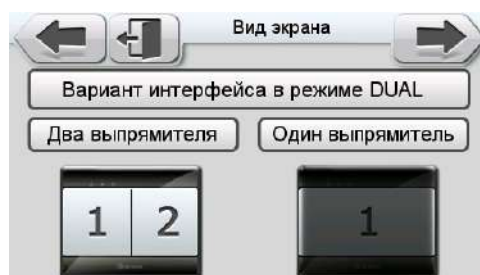 Вид экрана
Вариант интерфейса в режиме DUAL
Два выпрямителя
Один выпрямитель
1 2
1